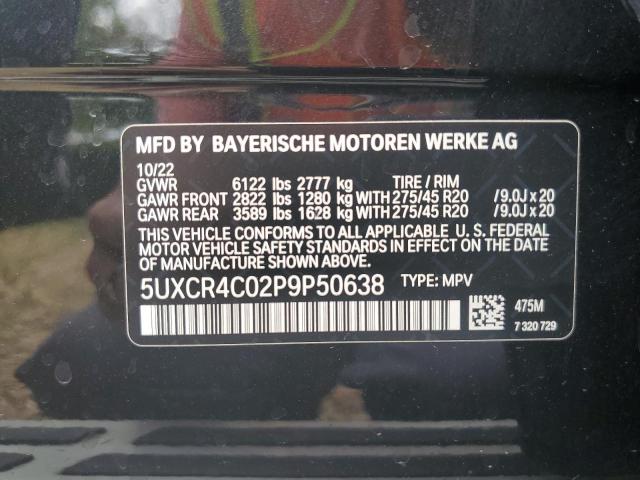 MFD BY BAYERISCHE MOTOREN WERKE AG
10/22
GVWR 6122 lbs 2777 kg TIRE / RIM
GAWR FRONT 2822 lbs 1280 kg WITH 275/45 R20 /9.0J x 20
GAWR REAR 3589 lbs 1628 kg WITH 275/45 R20 /9.0J x 20
THIS VEHICLE CONFORMS TO ALL APPLICABLE U. S. FEDERAL
MOTOR VEHICLE SAFETY STANDARDS IN EFFECT ON THE DATE
OF MANUFACTURE SHOWN ABOVE.
5UXCR4C02P9P50638 TYPE: MPV
475M
7 320 729